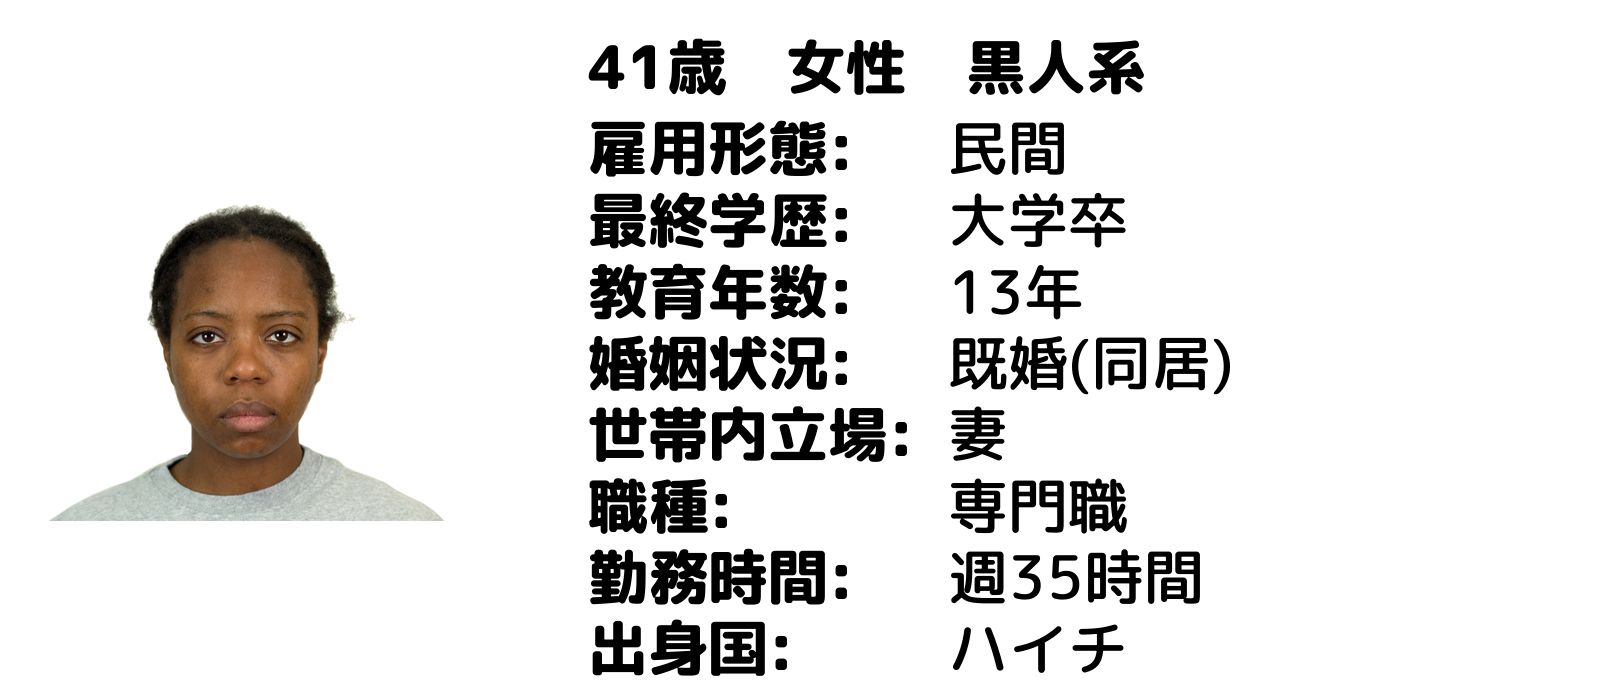 41歳　女性　黒人系
雇用形態: 民間
最終学歴: 大学卒
教育年数: 13年
婚姻状況: 既婚(同居)
世帯内立場: 妻
職種: 専門職
勤務時間: 週35時間
出身国: ハイチ